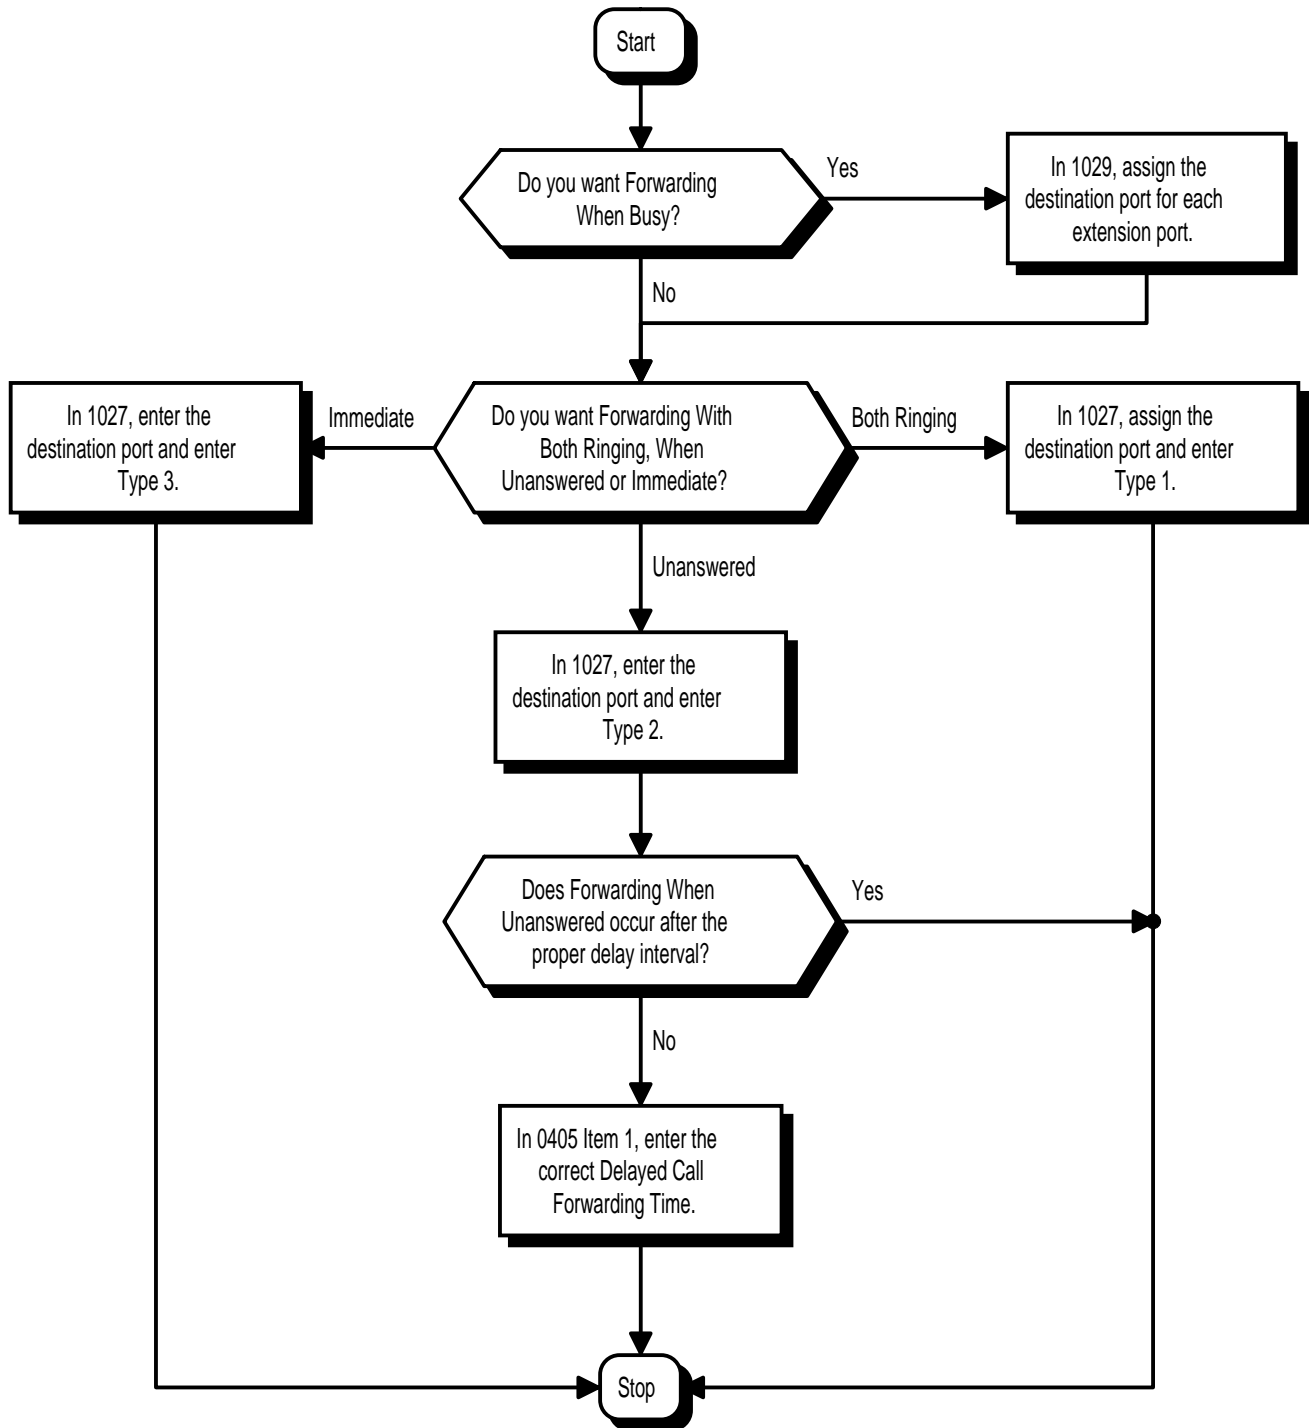 Start
Do you want Forwarding
When Busy?
Yes
In 1029, assign the
destination port for each
extension port.
No
In 1027, enter the
destination port and enter
Type 3.
Immediate
Do you want Forwarding With
Both Ringing, When
Unanswered or Immediate?
Both Ringing
In 1027, assign the
destination port and enter
Type 1.
Unanswered
In 1027, enter the
destination port and enter
Type 2.
Does Forwarding When
Unanswered occur after the
proper delay interval?
Yes
No
In 0405 Item 1, enter the
correct Delayed Call
Forwarding Time.
Stop